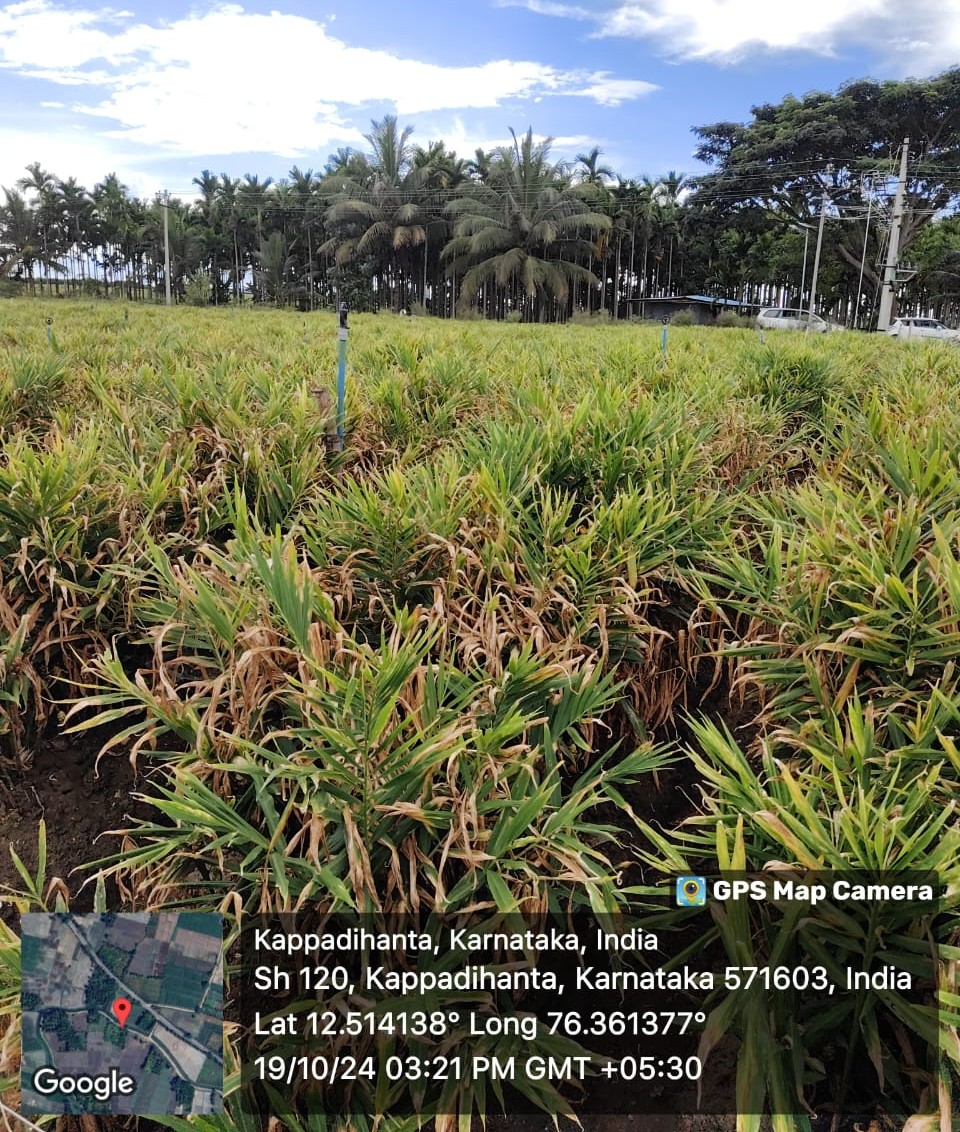 GPS Map Camera
Kappadihanta, Karnataka, India
Sh 120, Kappadihanta, Karnataka 571603, India
Lat 12.514138° Long 76.361377°
19/10/24 03:21 PM GMT +05:30
Google